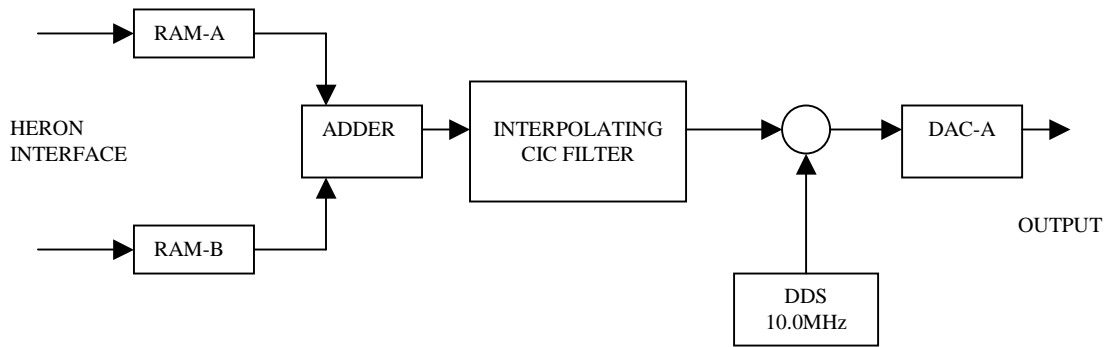 RAM-A
HERON
INTERFACE
ADDER
INTERPOLATING
CIC FILTER
DAC-A
RAM-B
OUTPUT
DDS
10.0MHz